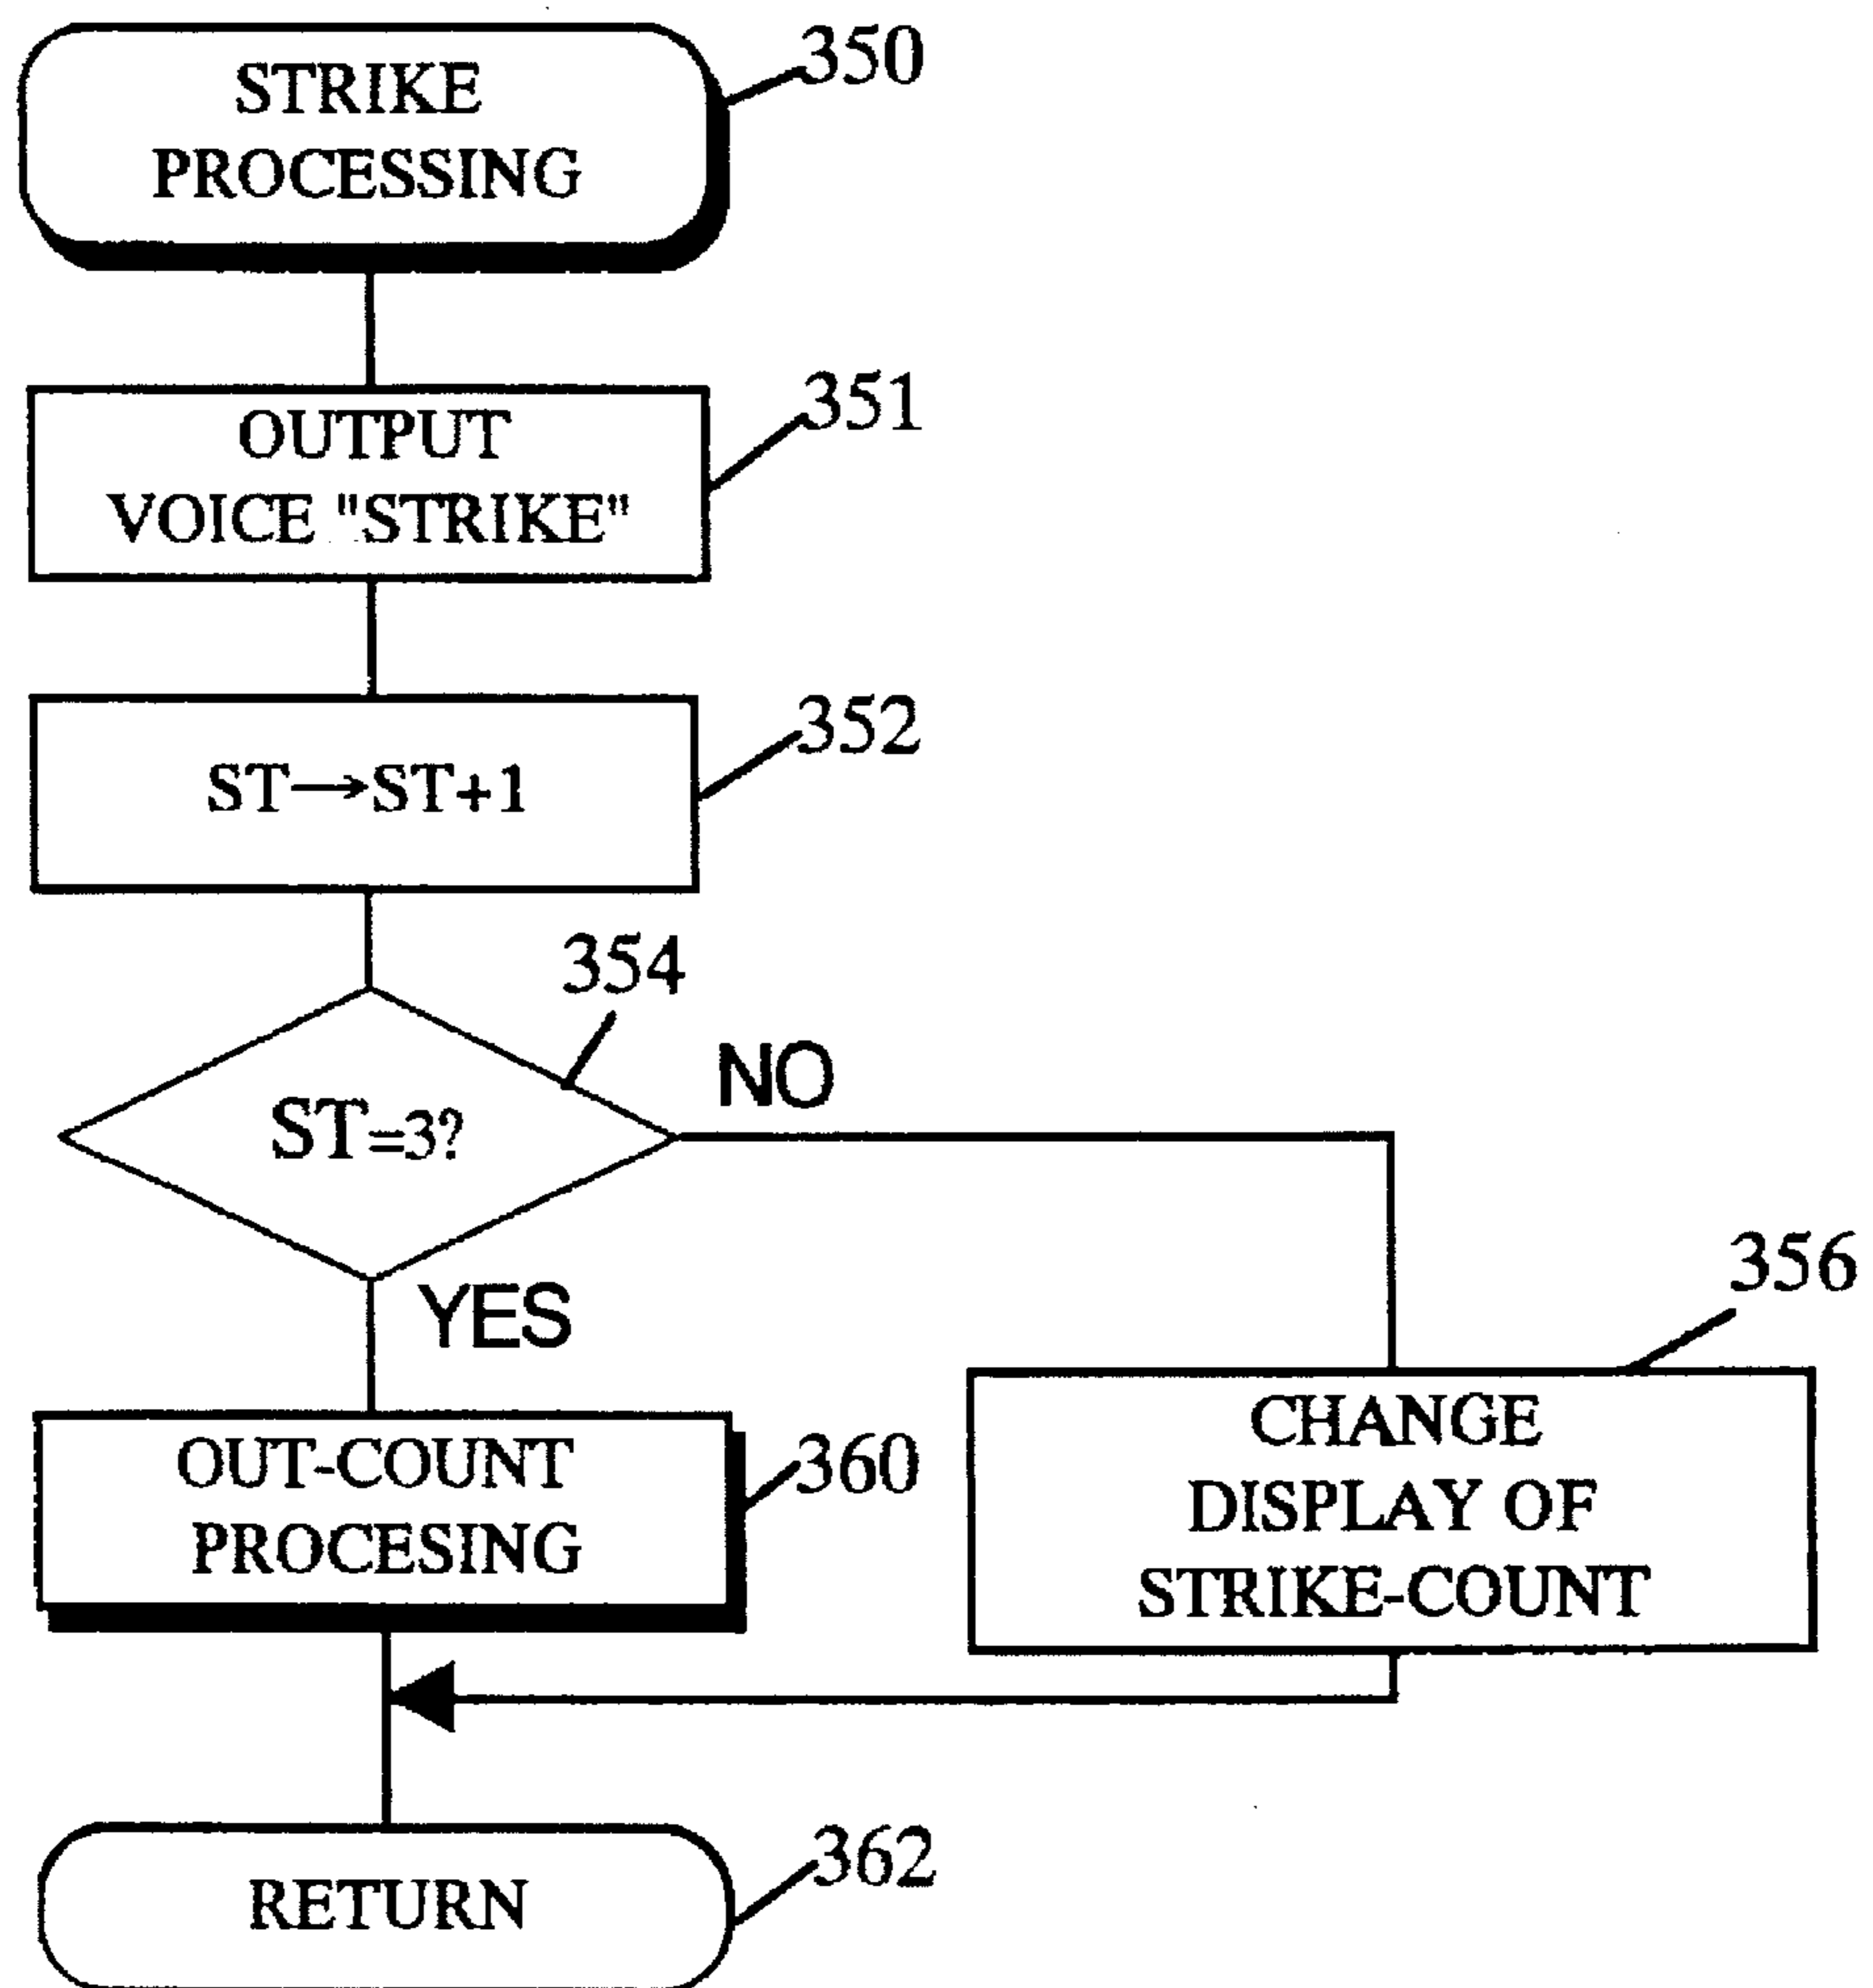 STRIKE
PROCESSING
350
OUTPUT
VOICE "STRIKE"
351
ST→ST+1
352
354
ST=3?
NO
YES
356
CHANGE
DISPLAY OF
STRIKE-COUNT
OUT-COUNT
PROCESING
360
RETURN
362